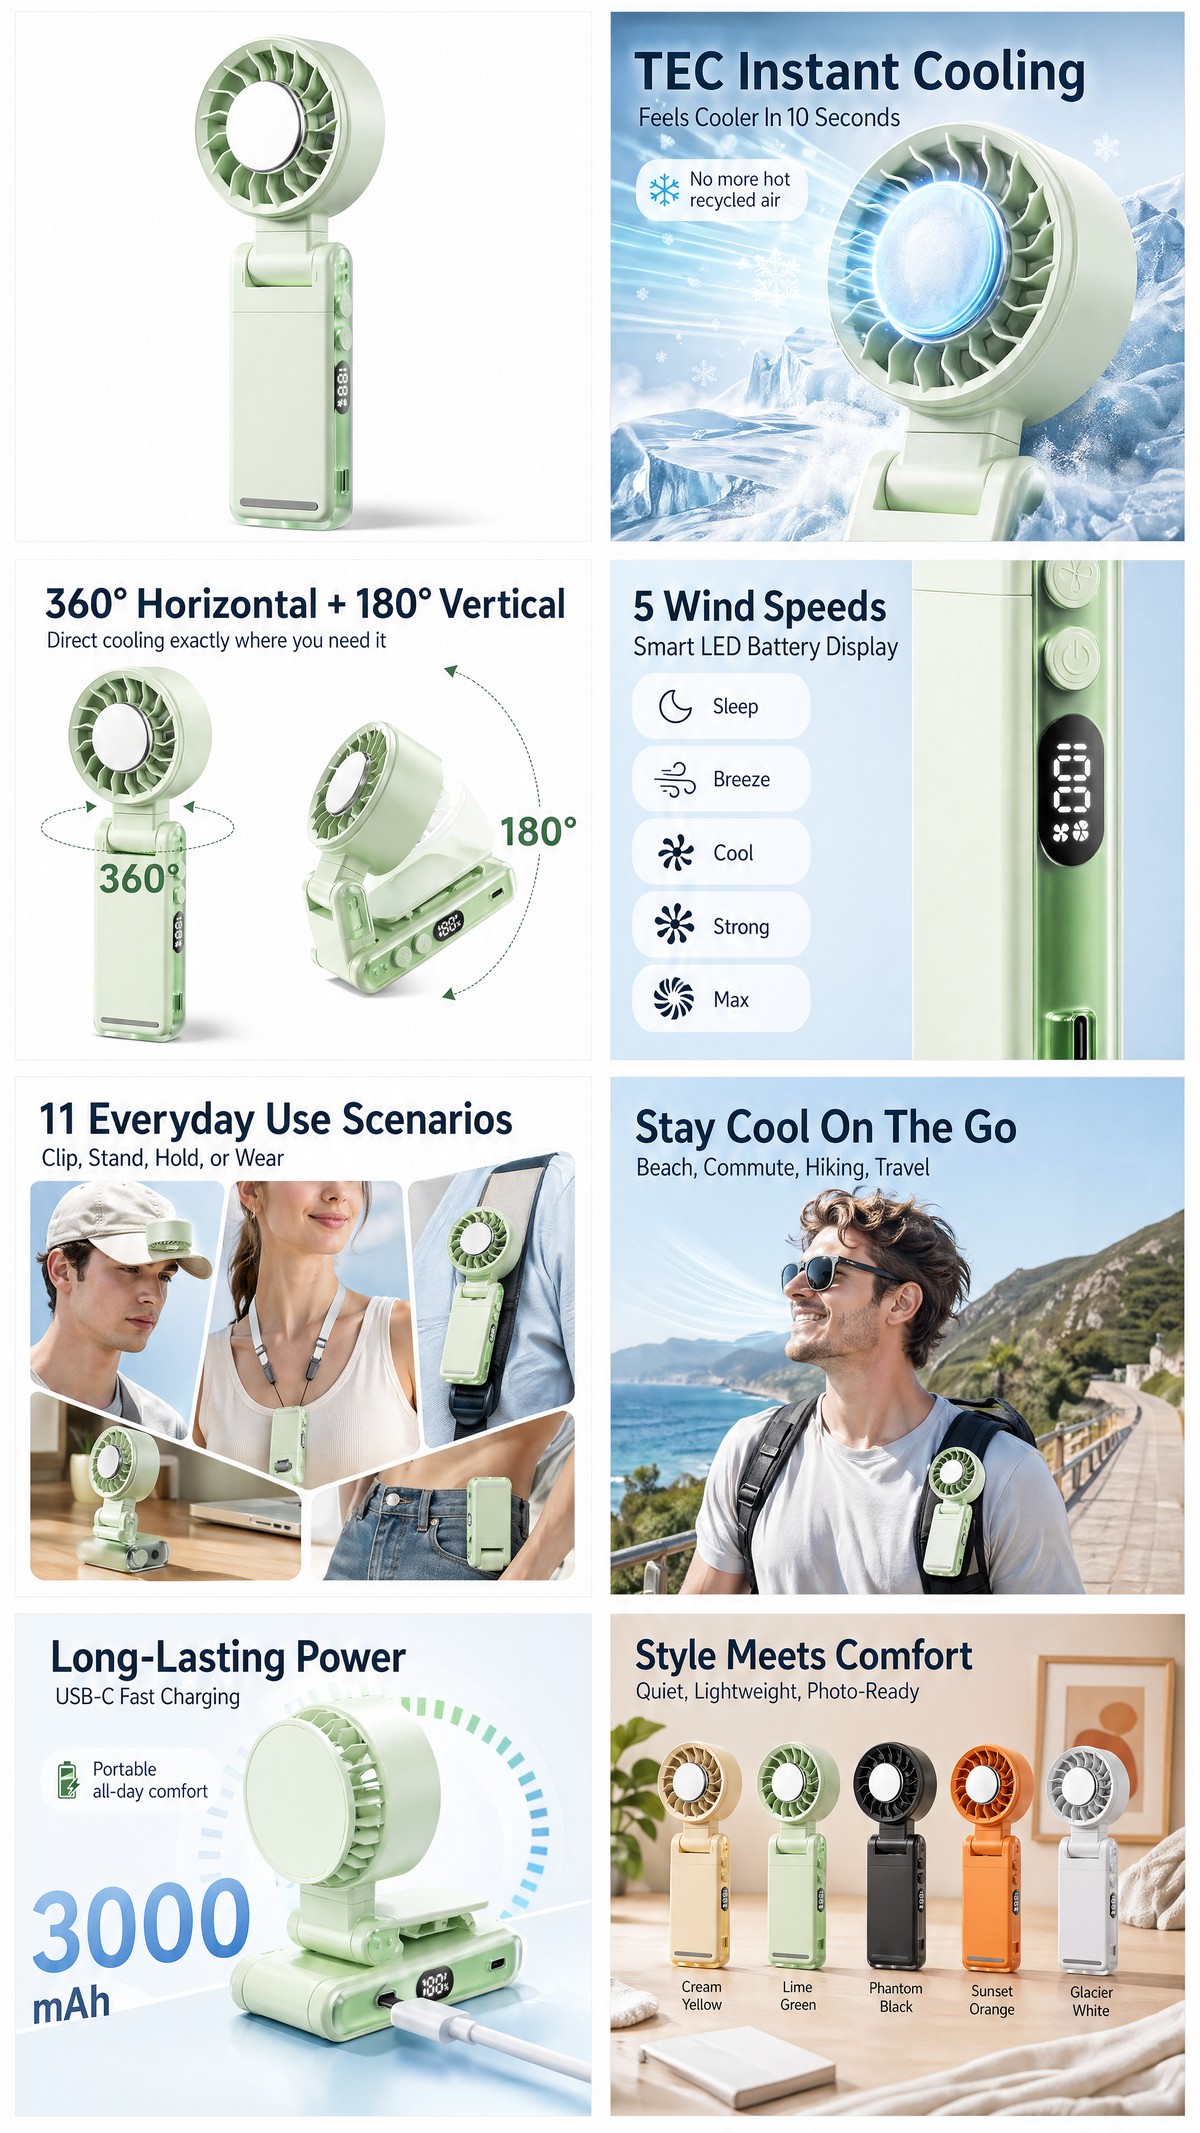 TEC Instant Cooling
Feels Cooler In 10 Seconds
No more hot
recycled air
360° Horizontal + 180° Vertical
Direct cooling exactly where you need it
360°
180°
5 Wind Speeds
Smart LED Battery Display
Sleep
Breeze
Cool
Strong
Max
11 Everyday Use Scenarios
Clip, Stand, Hold, or Wear
Stay Cool On The Go
Beach, Commute, Hiking, Travel
Long-Lasting Power
USB-C Fast Charging
Portable
all-day comfort
3000
mAh
100%
Style Meets Comfort
Quiet, Lightweight, Photo-Ready
Cream
Yellow
Lime
Green
Phantom
Black
Sunset
Orange
Glacier
White